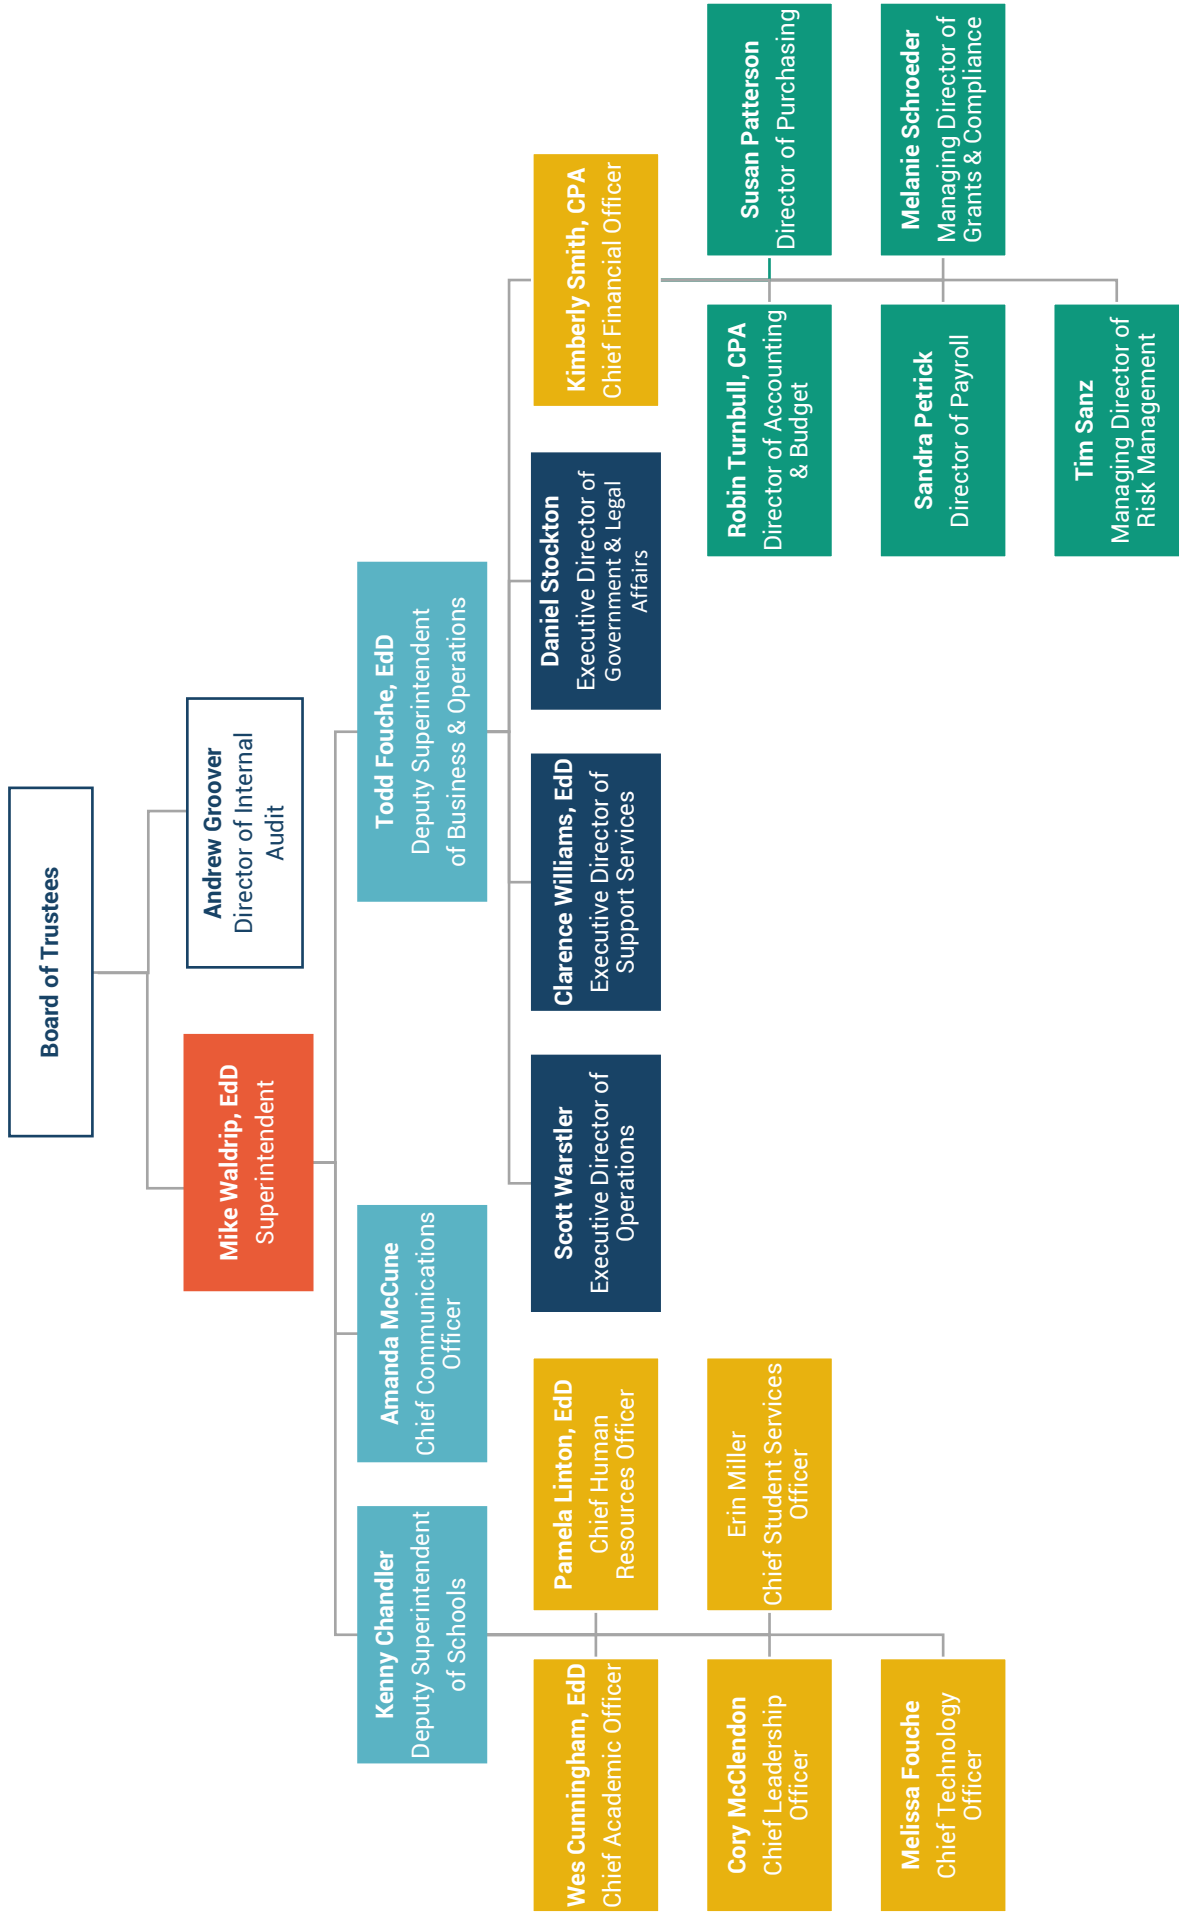 Board of Trustees
Mike Waldrip, EdD
Superintendent
Andrew Groover
Director of Internal
Audit
Kenny Chandler
Deputy Superintendent
of Schools
Amanda McCune
Chief Communications
Officer
Todd Fouche, EdD
Deputy Superintendent
of Business & Operations
Wes Cunningham, EdD
Chief Academic Officer
Pamela Linton, EdD
Chief Human
Resources Officer
Scott Warstler
Executive Director of
Operations
Clarence Williams, EdD
Executive Director of
Support Services
Daniel Stockton
Executive Director of
Government & Legal
Affairs
Kimberly Smith, CPA
Chief Financial Officer
Cory McClendon
Chief Leadership
Officer
Erin Miller
Chief Student Services
Officer
Robin Turnbull, CPA
Director of Accounting
& Budget
Susan Patterson
Director of Purchasing
Melissa Fouche
Chief Technology
Officer
Sandra Petrick
Director of Payroll
Melanie Schroeder
Managing Director of
Grants & Compliance
Tim Sanz
Managing Director of
Risk Management